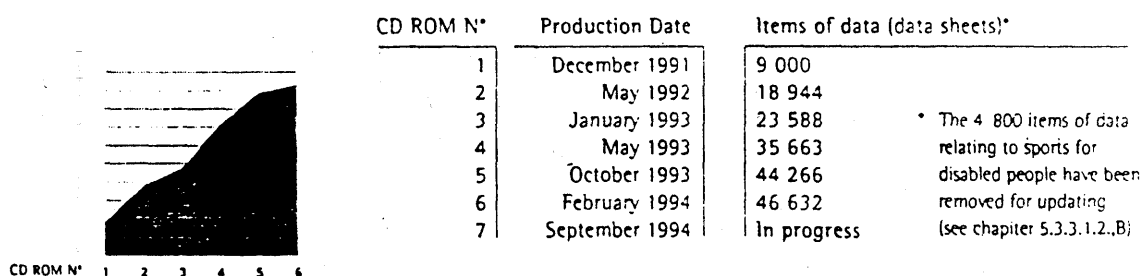 CD ROM N° Production Date Items of data (data sheets)*
1 December 1991 9 000
2 May 1992 18 944
3 January 1993 23 588
4 May 1993 35 663
5 October 1993 44 266
6 February 1994 46 632
7 September 1994 In progress
* The 4 800 items of data
relating to sports for
disabled people have been
removed for updating
(see chapter 5.3.3.1.2.,B)
CD ROM N° 1 2 3 4 5 6